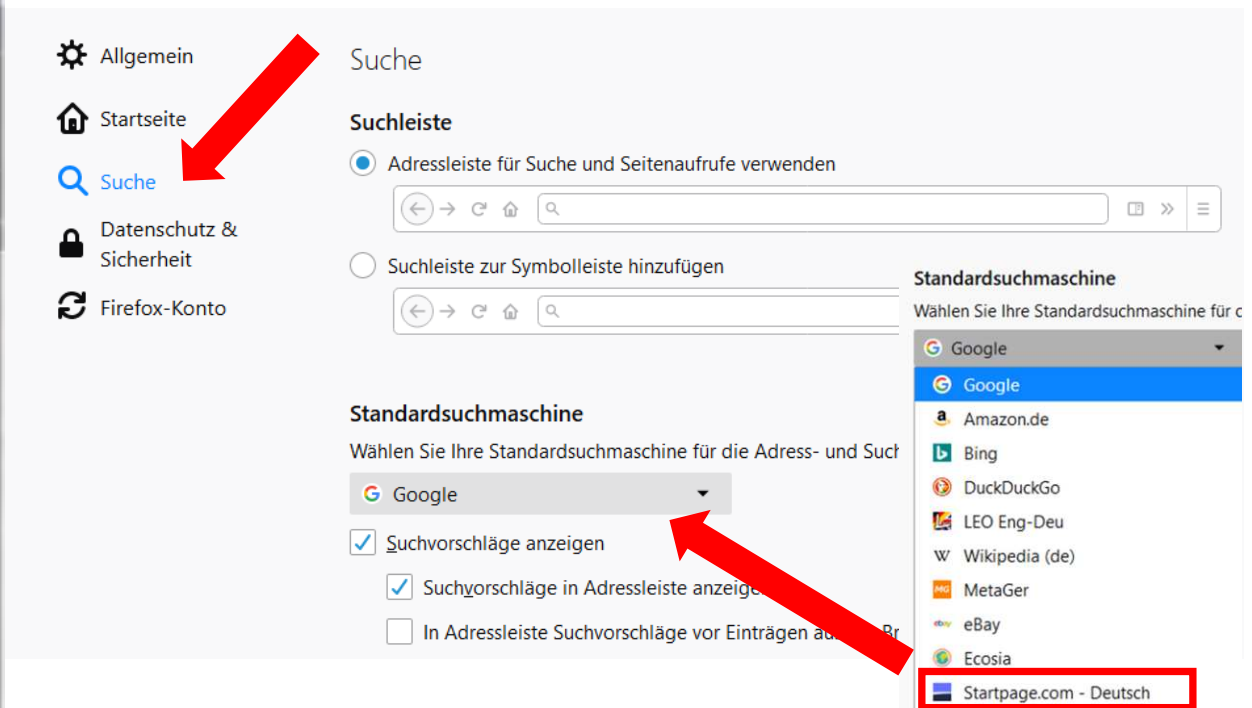 Allgemein
Startseite
Suche
Datenschutz &
Sicherheit
Firefox-Konto
Suche
Suchleiste
Adressleiste für Suche und Seitenaufrufe verwenden
Suchleiste zur Symbolleiste hinzufügen
Standardsuchmaschine
Wählen Sie Ihre Standardsuchmaschine für die Adress- und
Google
Suchvorschläge anzeigen
Suchvorschläge in Adressleiste
In Adressleiste Suchvorschläge vor Einträgen
Standardsuchmaschine
Wählen Sie Ihre Standardsuchmaschine für
Google
Google
Amazon.de
Bing
DuckDuckGo
LEO Eng-Deu
Wikipedia (de)
MetaGer
eBay
Ecosia
Startpage.com - Deutsch